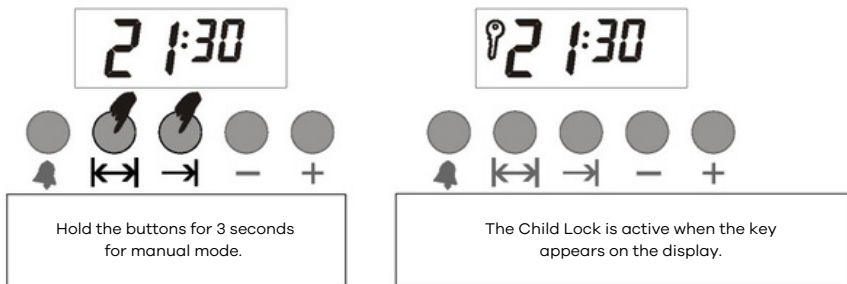 21:30
21:30
Hold the buttons for 3 seconds
for manual mode.
The Child Lock is active when the key
appears on the display.